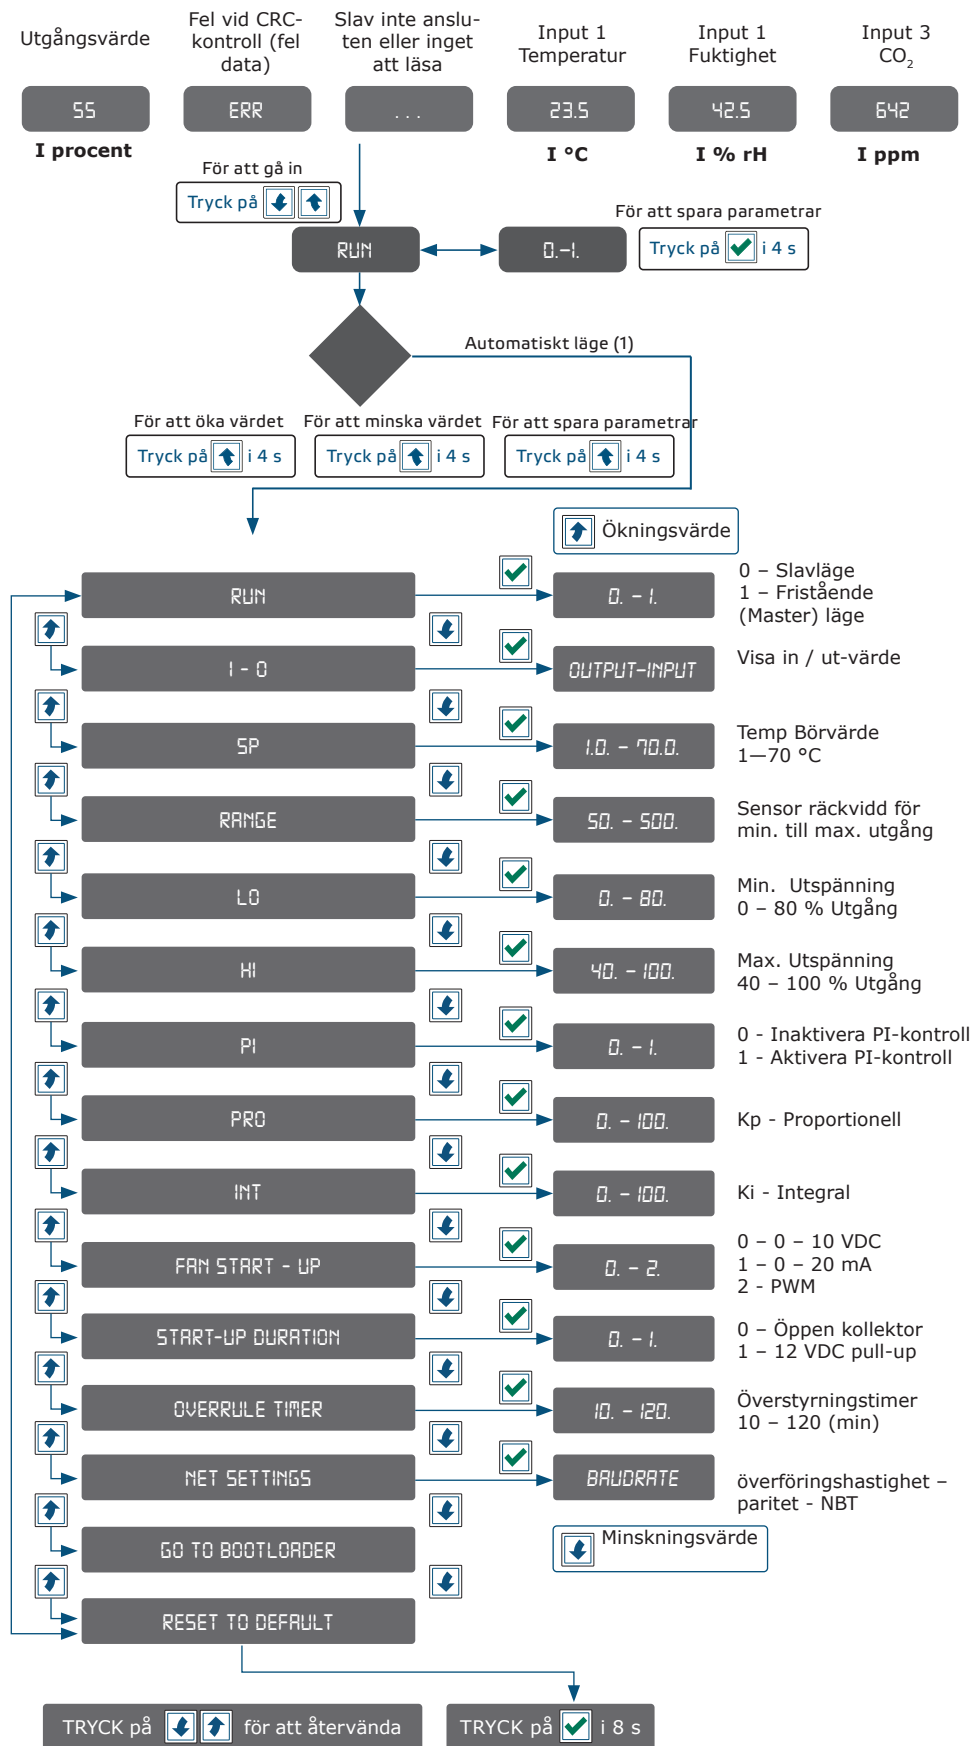 Utgångsvärde
Fel vid CRC-
kontroll (fel
data)
Slav inte anslu-
ten eller inget
att läsa
Input 1
Temperatur
Input 1
Fuktighet
Input 3
CO2
55
ERR
...
23.5
42.5
642
I procent
I °C
I % rH
I ppm
För att gå in
Tryck på
För att spara parametrar
Tryck på i 4 s
RUN
0.-1.
Automatiskt läge (1)
För att öka värdet
Tryck på i 4 s
För att minska värdet
Tryck på i 4 s
För att spara parametrar
Tryck på i 4 s
Ökningsvärde
RUN
0. - 1.
0 – Slavläge
1 – Fristående
(Master) läge
I - O
OUTPUT-INPUT
Visa in / ut-värde
SP
1.0. - 70.0.
Temp Börvärde
1—70 °C
RANGE
50. - 500.
Sensor räckvidd för
min. till max. utgång
LO
0. - 80.
Min. Utspänning
0 – 80 % Utgång
HI
40. - 100.
Max. Utspänning
40 – 100 % Utgång
PI
0. - 1.
0 - Inaktivera PI-kontroll
1 - Aktivera PI-kontroll
PRO
0. - 100.
Kp - Proportionell
INT
0. - 100.
Ki - Integral
FAN START - UP
0. - 2.
0 – 0 – 10 VDC
1 – 0 – 20 mA
2 - PWM
START-UP DURATION
0. - 1.
0 – Öppen kollektor
1 – 12 VDC pull-up
OVERRULE TIMER
10. - 120.
Överstyrningstimer
10 – 120 (min)
NET SETTINGS
BAUDRATE
överföringshastighet –
paritet - NBT
GO TO BOOTLOADER
Minskningsvärde
RESET TO DEFAULT
TRYCK på för att återvända
TRYCK på i 8 s